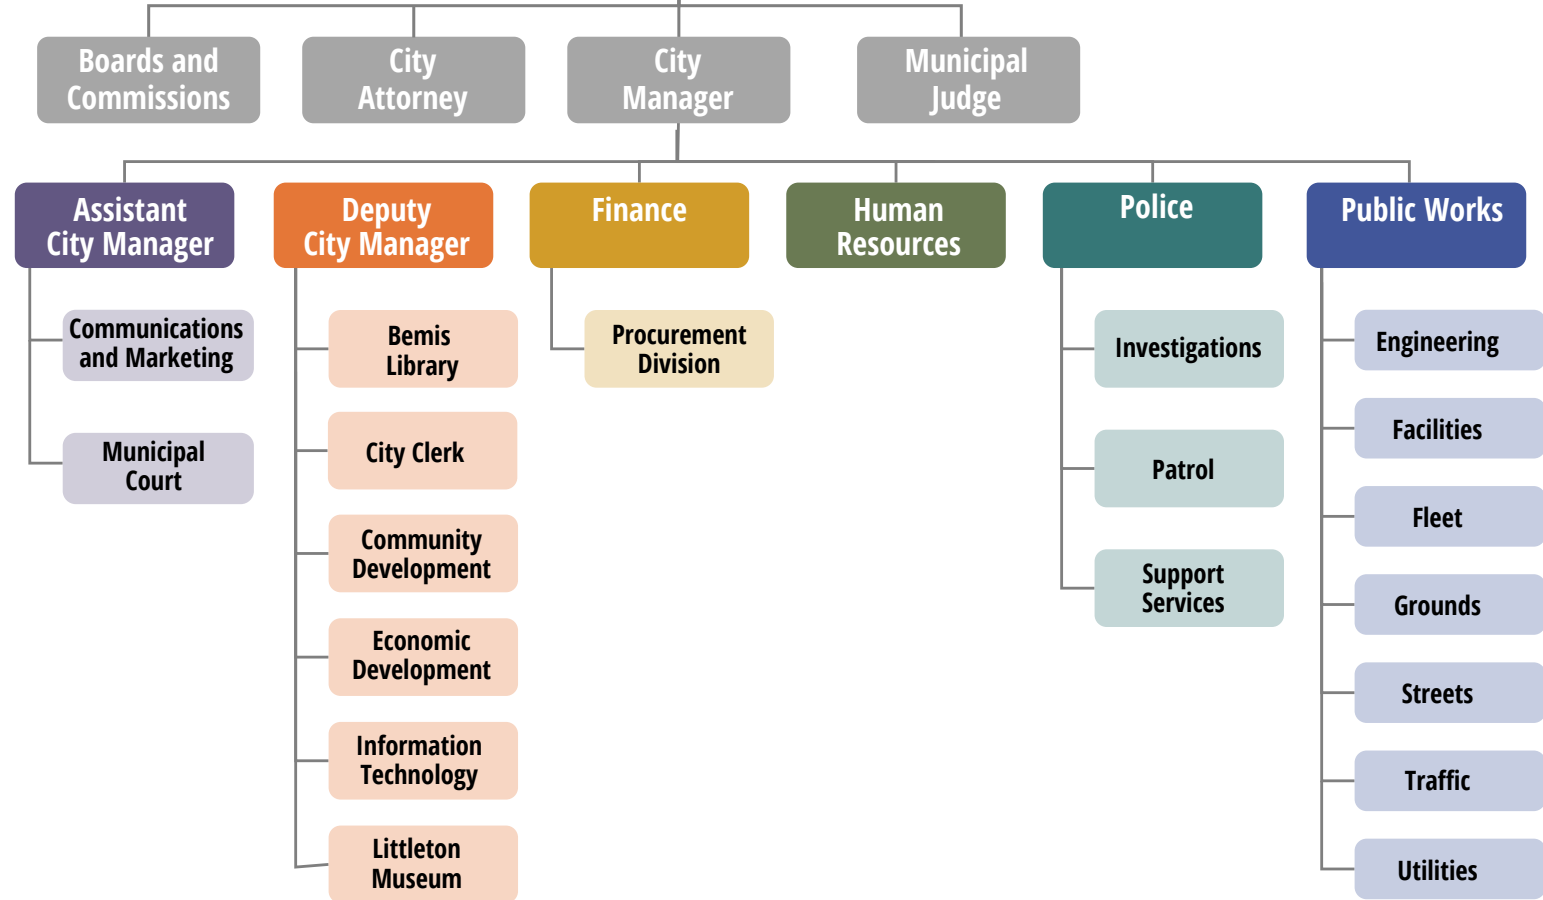 Boards and
Commissions
City
Attorney
City
Manager
Municipal
Judge
Assistant
City Manager
Deputy
City Manager
Finance
Human
Resources
Police
Public Works
Communications
and Marketing
Municipal
Court
Bemis
Library
City Clerk
Community
Development
Economic
Development
Information
Technology
Littleton
Museum
Procurement
Division
Investigations
Patrol
Support
Services
Engineering
Facilities
Fleet
Grounds
Streets
Traffic
Utilities